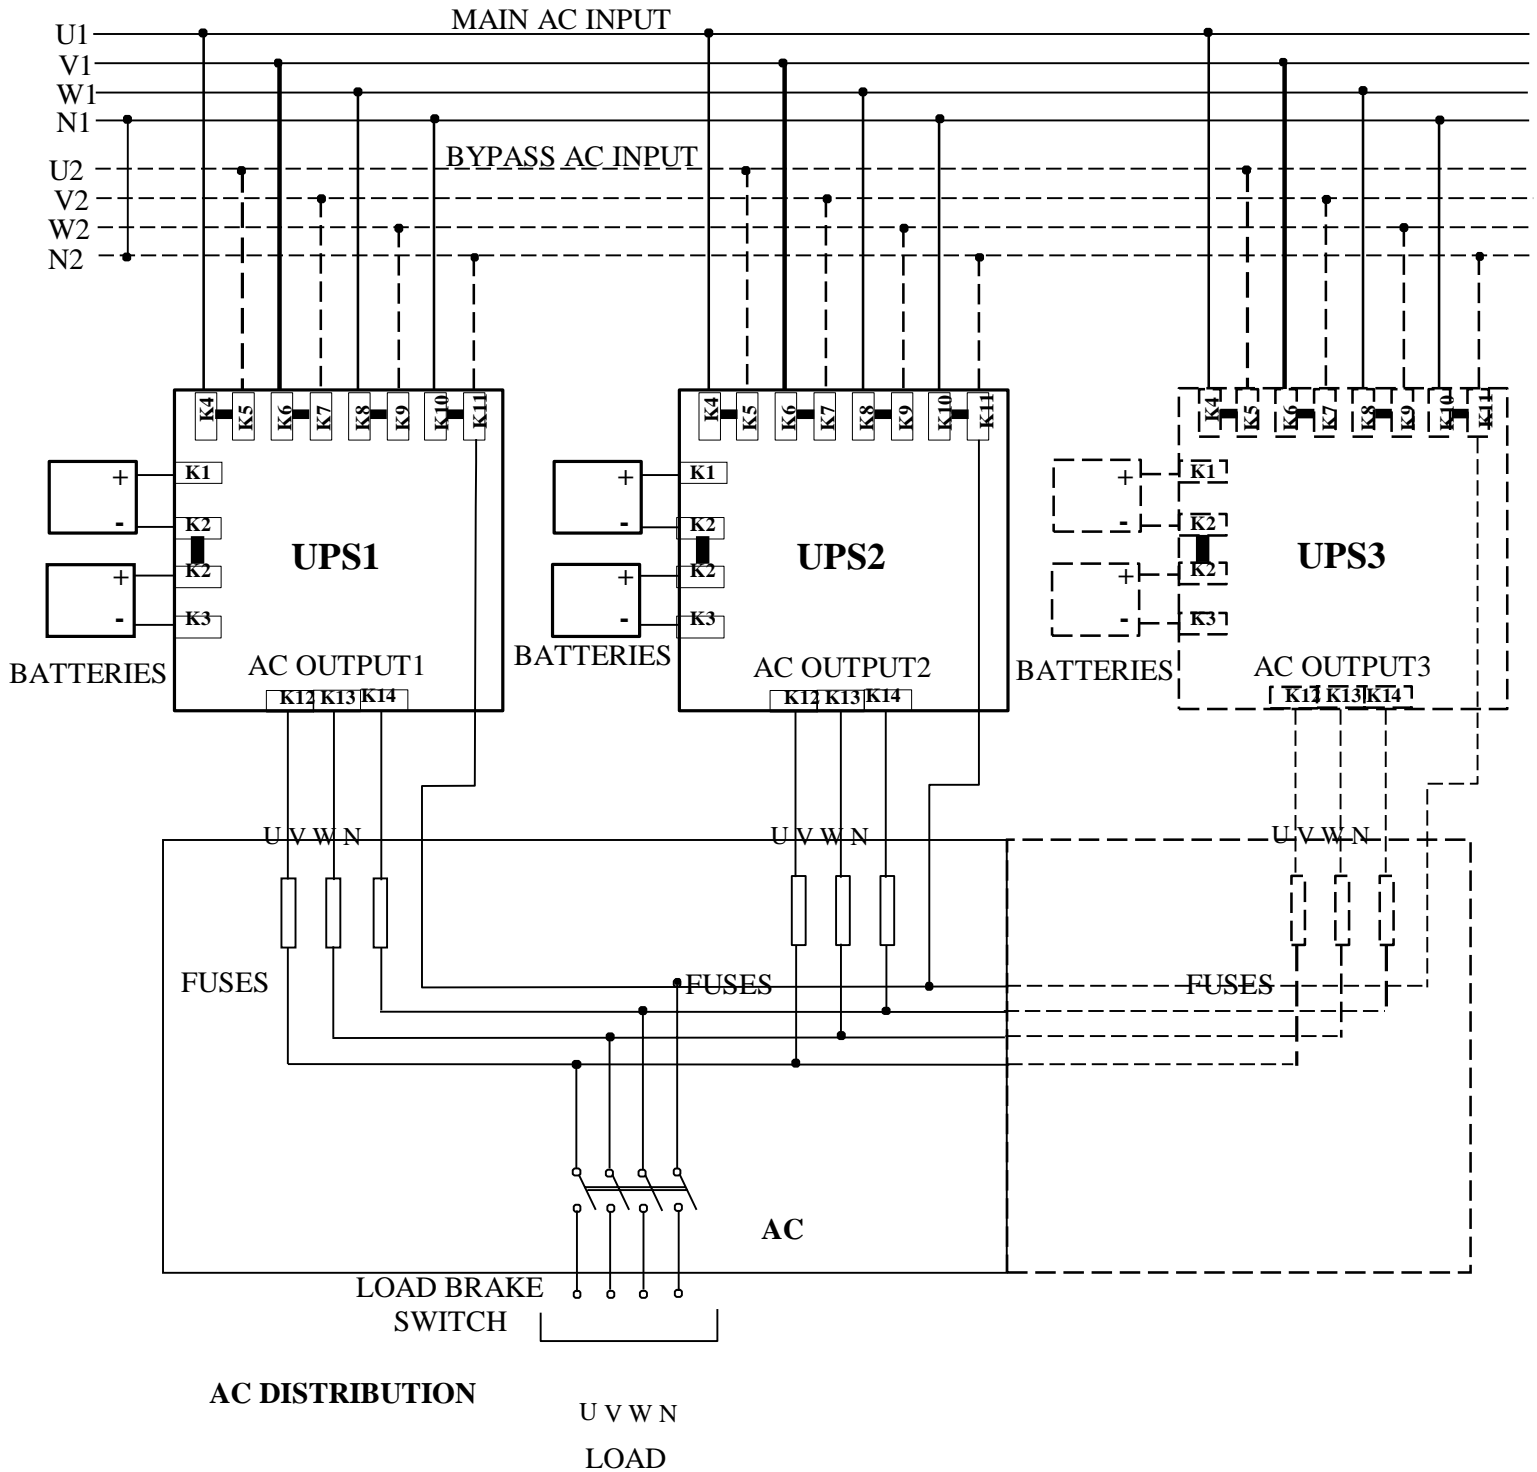 MAIN AC INPUT
U1
V1
W1
N1
BYPASS AC INPUT
U2
V2
W2
N2
K4 K5 K6 K7 K8 K9 K10 K11
K4 K5 K6 K7 K8 K9 K10 K11
K4 K5 K6 K7 K8 K9 K10 K11
+ K1
- K2
+ K2
- K3
UPS1
BATTERIES
AC OUTPUT1
K12 K13 K14
+ K1
- K2
+ K2
- K3
UPS2
BATTERIES
AC OUTPUT2
K12 K13 K14
+ K1
- K2
+ K2
- K3
UPS3
BATTERIES
AC OUTPUT3
K12 K13 K14
U V W N
U V W N
U V W N
FUSES
FUSES
FUSES
AC
LOAD BRAKE
SWITCH
AC DISTRIBUTION
U V W N
LOAD